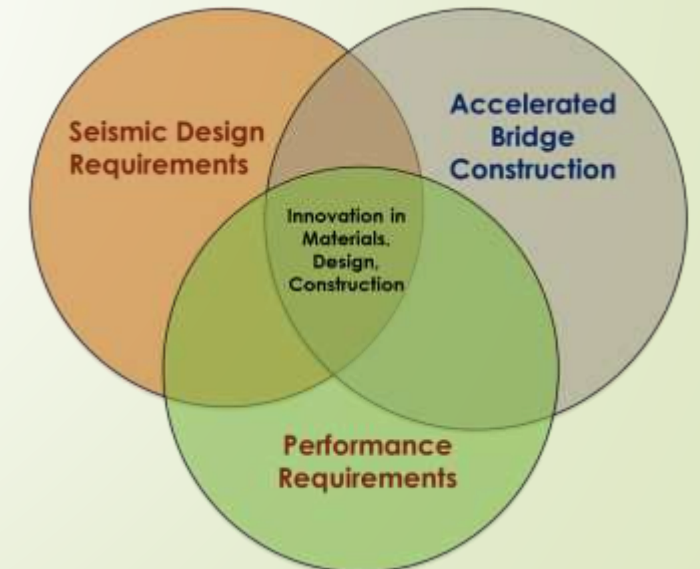 Seismic Design
Requirements
Accelerated
Bridge
Construction
Innovation in
Materials,
Design,
Construction
Performance
Requirements